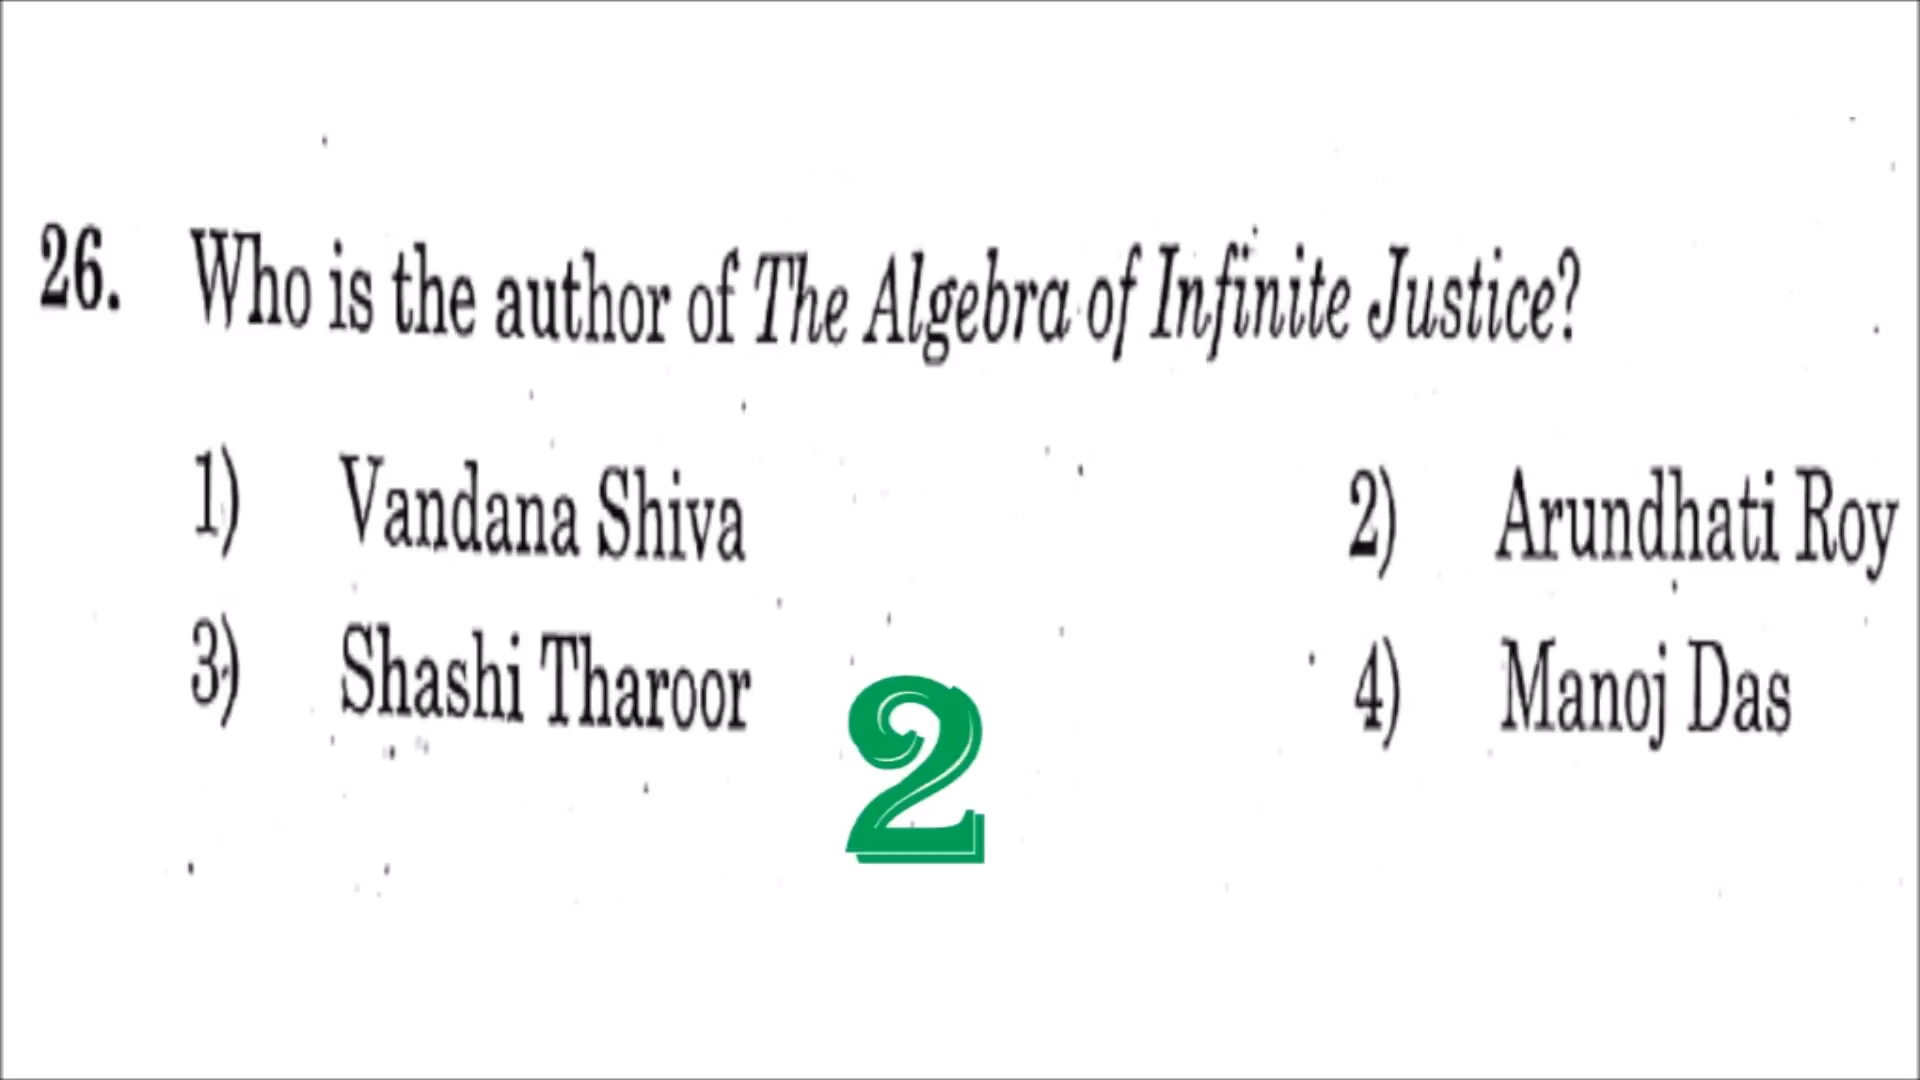 26. Who is the author of The Algebra of Infinite Justice?
1) Vandana Shiva 2) Arundhati Roy
3) Shashi Tharoor 4) Manoj Das
2